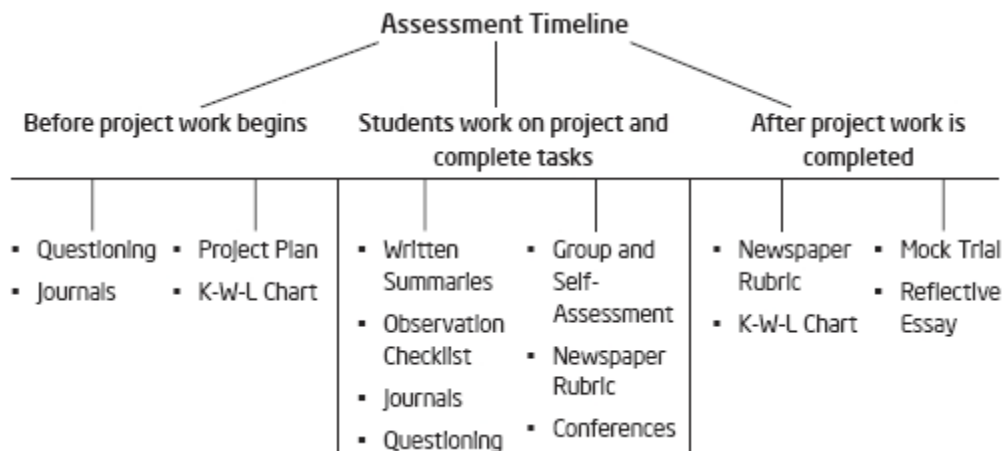 Assessment Timeline
Before project work begins
Students work on project and
complete tasks
After project work is
completed
▪ Questioning
▪ Journals
▪ Project Plan
▪ K-W-L Chart
▪ Written
Summaries
▪ Observation
Checklist
▪ Journals
▪ Questioning
▪ Group and
Self-
Assessment
▪ Newspaper
Rubric
▪ Conferences
▪ Newspaper
Rubric
▪ K-W-L Chart
▪ Mock Trial
▪ Reflective
Essay